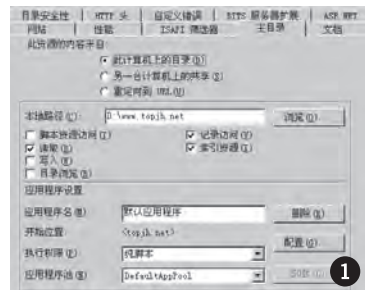 目录安全性 HTTP 头 自定义错误 BITS 服务器扩展 ASP.NET
网站 性能 ISAPI 筛选器 主目录 文档
此资源的内容来自:
此计算机上的目录(D)
另一台计算机上的共享(S)
重定向到 URL(U)
本地路径(C): D:\www.topjh.net 浏览(O)...
脚本资源访问(T) 记录访问(V)
读取(R) 索引资源(I)
写入(W)
目录浏览(B)
应用程序设置
应用程序名(M): 默认应用程序 删除(E)
开始位置: <topjh.net>
配置(G)...
执行权限(P): 纯脚本
应用程序池(N): DefaultAppPool
1